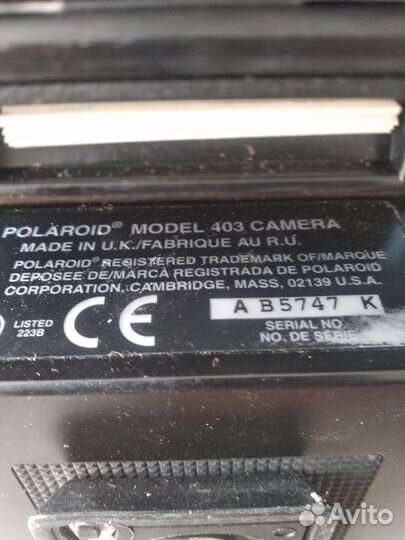 POLAROID® MODEL 403 CAMERA
MADE IN U.K./FABRIQUE AU R.U.
POLAROID® REGISTERED TRADEMARK OF/MARQUE
DEPOSEE DE/MARCA REGISTRADA DE POLAROID
CORPORATION, CAMBRIDGE, MASS, 02139 U.S.A.
LISTED
223B
CE
A B5747 K
SERIAL NO
NO. DE SERIE
Avito